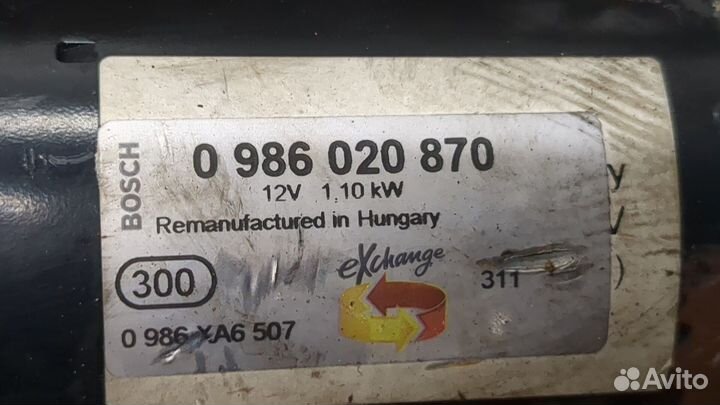 BOSCH
0 986 020 870
12V 1,10 kW
Remanufactured in Hungary
300
eXchange
311
0 986 XA6 507
y
V
)
Avito